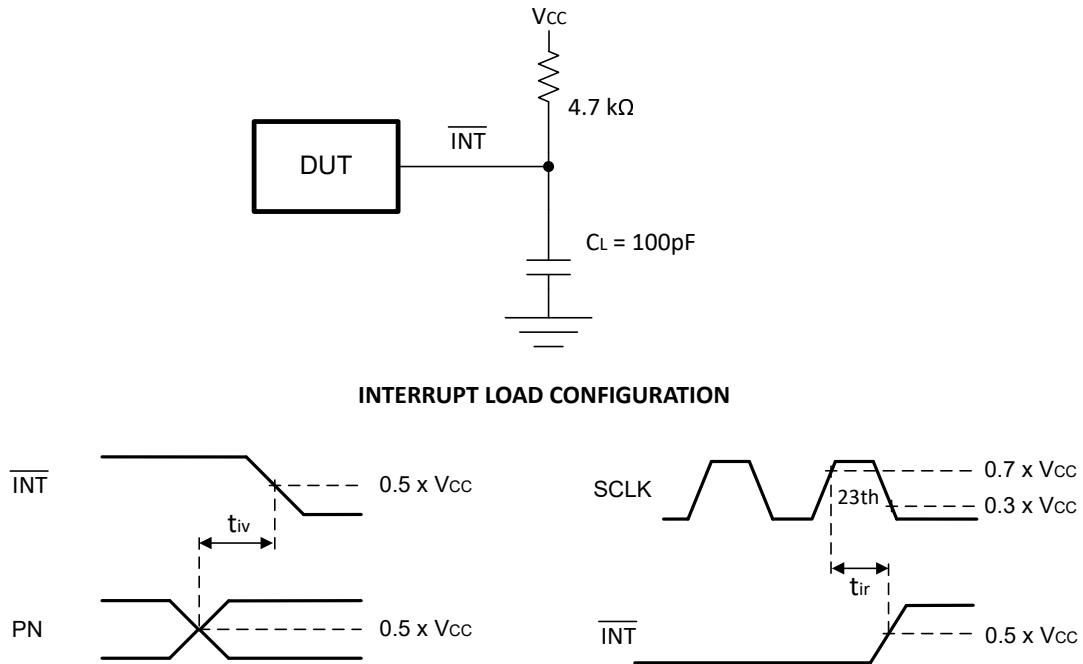 VCC
4.7 kΩ
INT
DUT
CL = 100pF
INTERRUPT LOAD CONFIGURATION
INT
0.5 x VCC
tiv
PN
0.5 x VCC
SCLK
23th
0.7 x VCC
0.3 x VCC
tir
INT
0.5 x VCC